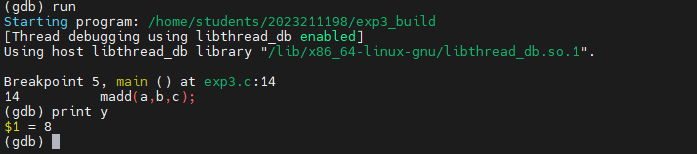 (gdb) run
Starting program: /home/students/2023211198/exp3_build
[Thread debugging using libthread_db enabled]
Using host libthread_db library "/lib/x86_64-linux-gnu/libthread_db.so.1".
Breakpoint 5, main () at exp3.c:14
14          madd(a,b,c);
(gdb) print y
$1 = 8
(gdb)